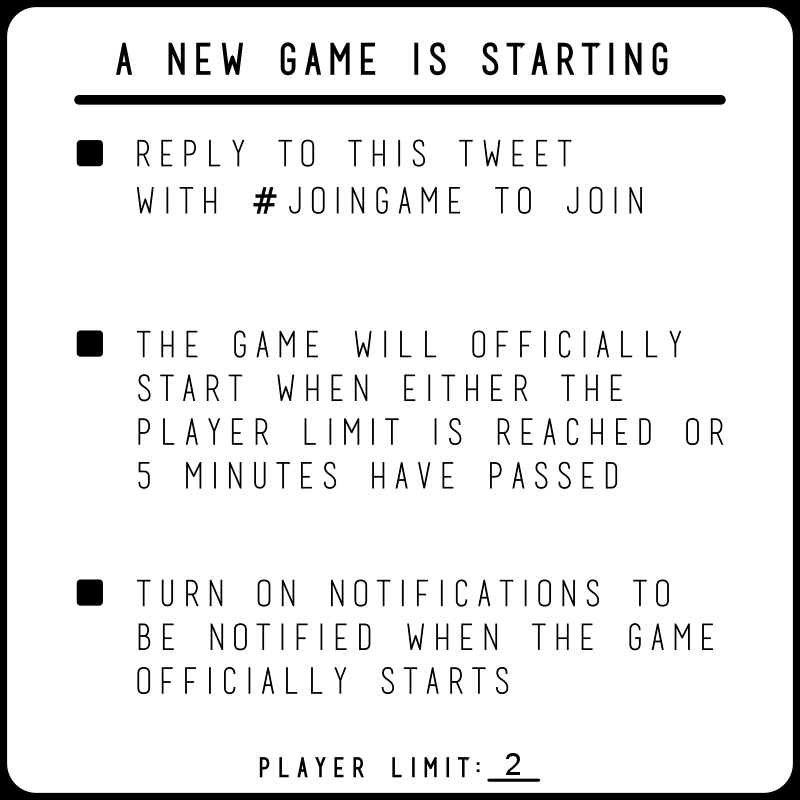 A NEW GAME IS STARTING
REPLY TO THIS TWEET
WITH #JOINGAME TO JOIN
THE GAME WILL OFFICIALLY
START WHEN EITHER THE
PLAYER LIMIT IS REACHED OR
5 MINUTES HAVE PASSED
TURN ON NOTIFICATIONS TO
BE NOTIFIED WHEN THE GAME
OFFICIALLY STARTS
PLAYER LIMIT: 2